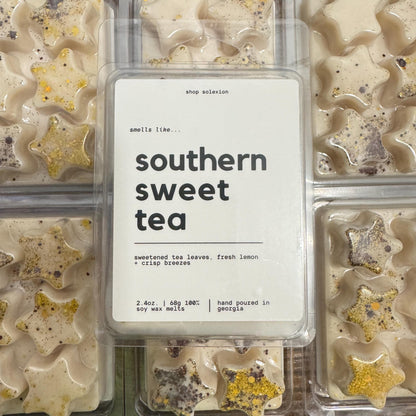 shop solexion
smells like...
southern
sweet
tea
sweetened tea leaves, fresh lemon
+ crisp breezes
2.4oz. | 68g 100%
soy wax melts
hand poured in
georgia